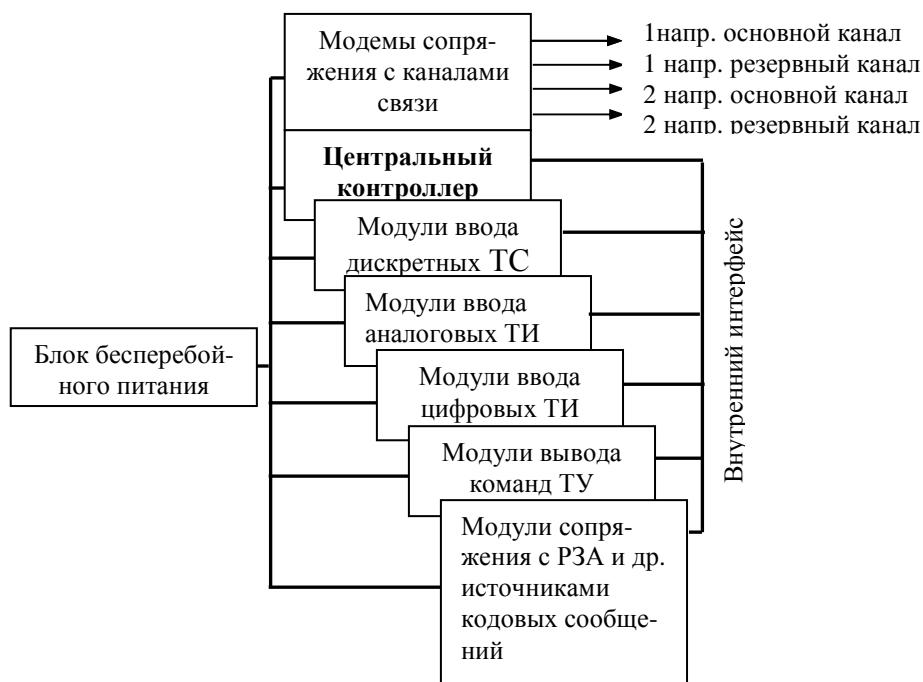 Модемы сопря-
жения с каналами
связи
1напр. основной канал
1 напр. резервный канал
2 напр. основной канал
2 напр. резервный канал
Центральный
контроллер
Модули ввода
дискретных ТС
Модули ввода
аналоговых ТИ
Блок бесперебой-
ного питания
Модули ввода
цифровых ТИ
Модули вывода
команд ТУ
Модули сопря-
жения с РЗА и др.
источниками
кодовых сообще-
ний
Внутренний интерфейс